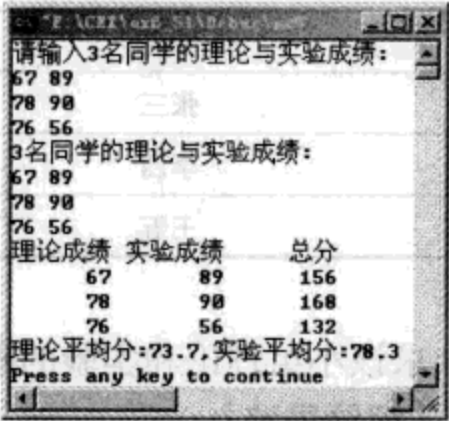 请输入3名同学的理论与实验成绩:
67 89
78 90
76 56
3名同学的理论与实验成绩:
67 89
78 90
76 56
理论成绩 实验成绩 总分
67 89 156
78 90 168
76 56 132
理论平均分:73.7,实验平均分:78.3
Press any key to continue